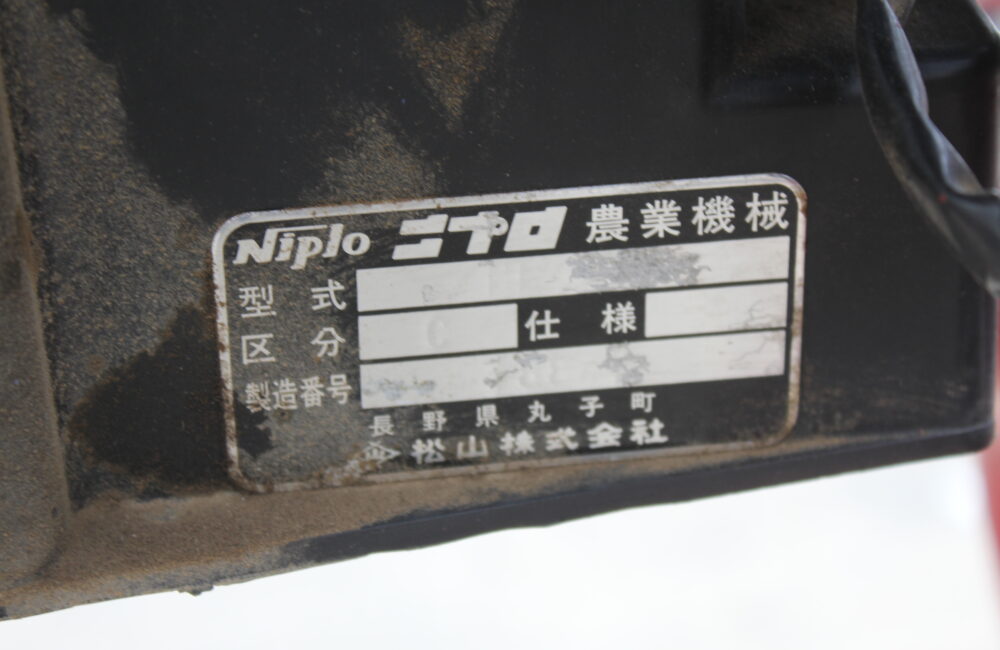 Niplo ニプロ 農業機械
型式
区分 仕様
製造番号
長野県丸子町
松山株式会社